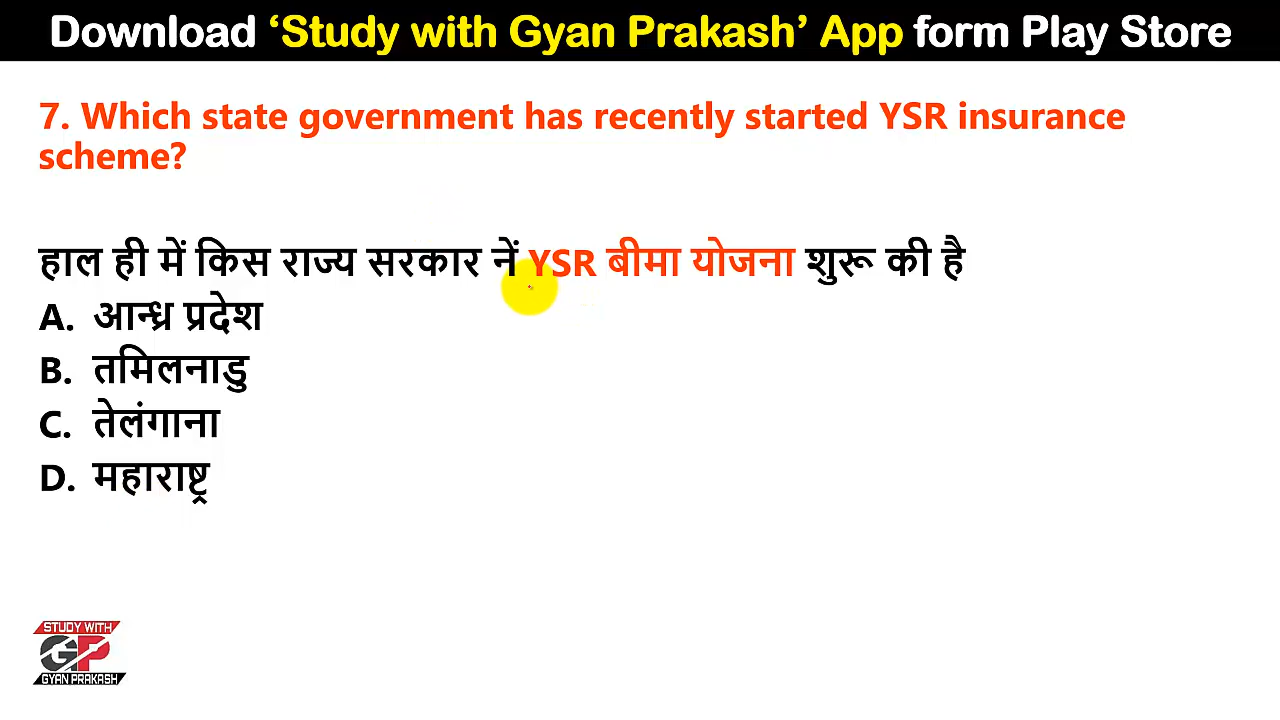 Download ‘Study with Gyan Prakash’ App form Play Store
7. Which state government has recently started YSR insurance
scheme?
हाल ही में किस राज्य सरकार नें YSR बीमा योजना शुरू की है
A. आन्ध्र प्रदेश
B. तमिलनाडु
C. तेलंगाना
D. महाराष्ट्र
STUDY WITH
GP
GYAN PRAKASH